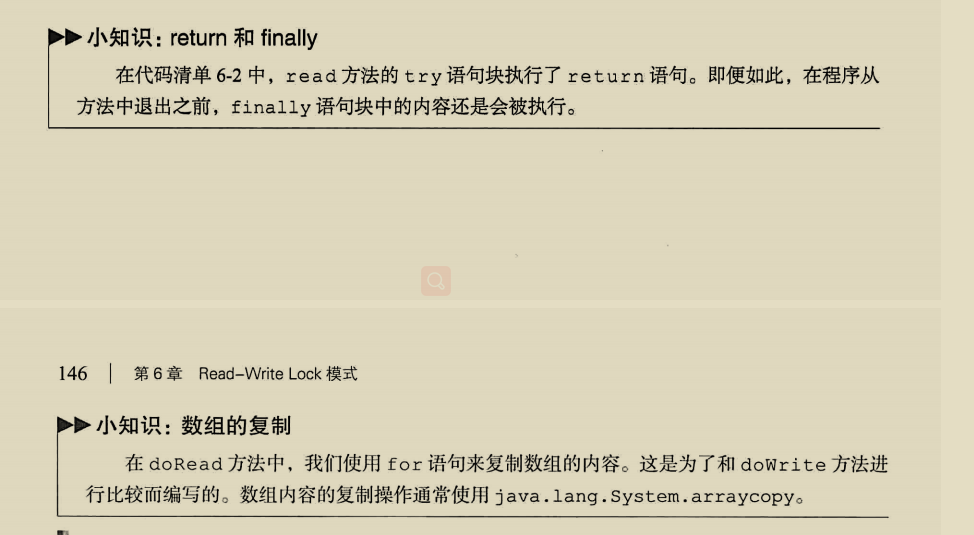 ▶▶ 小知识：return 和 finally
在代码清单 6-2 中，read 方法的 try 语句块执行了 return 语句。即便如此，在程序从
方法中退出之前，finally 语句块中的内容还是会被执行。
146 | 第 6 章 Read–Write Lock 模式
▶▶ 小知识：数组的复制
在 doRead 方法中，我们使用 for 语句来复制数组的内容。这是为了和 doWrite 方法进
行比较而编写的。数组内容的复制操作通常使用 java.lang.System.arraycopy。